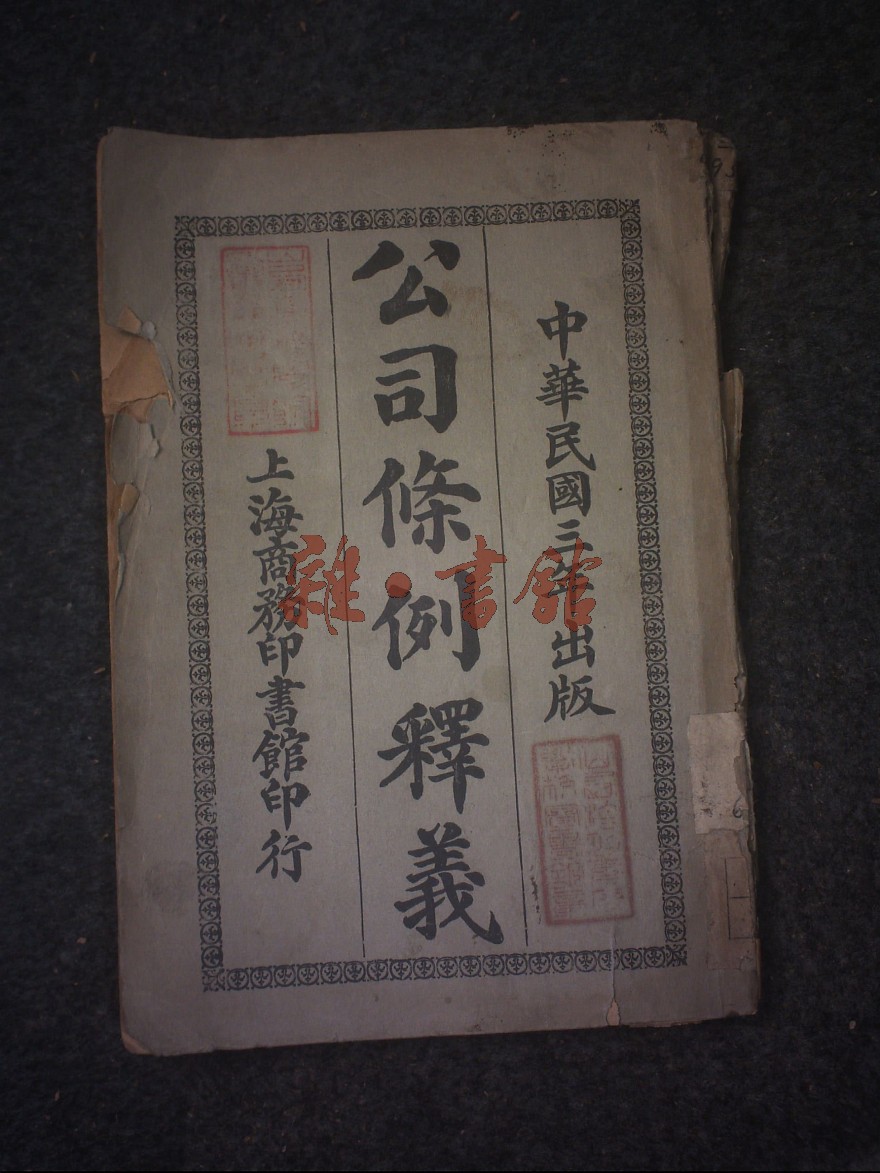 中華民國三年出版
公司條例釋義
上海商務印書館印行
雜·書館